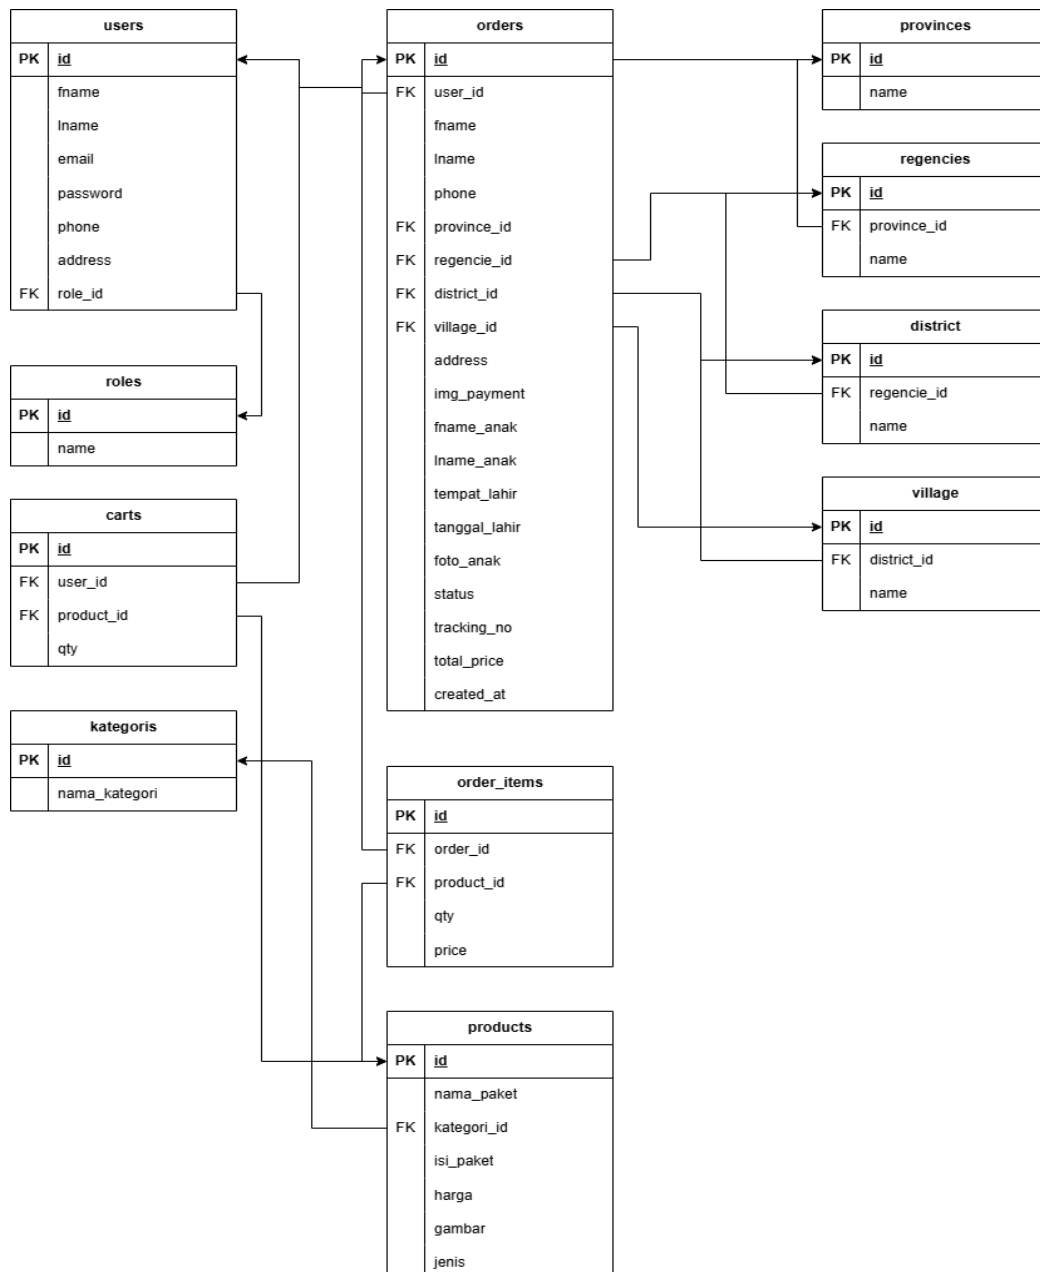 users
PK id
fname
lname
email
password
phone
address
FK role_id
roles
PK id
name
carts
PK id
FK user_id
FK product_id
qty
kategoris
PK id
nama_kategori
orders
PK id
FK user_id
fname
lname
phone
FK province_id
FK regencie_id
FK district_id
FK village_id
address
img_payment
fname_anak
lname_anak
tempat_lahir
tanggal_lahir
foto_anak
status
tracking_no
total_price
created_at
order_items
PK id
FK order_id
FK product_id
qty
price
products
PK id
nama_paket
FK kategori_id
isi_paket
harga
gambar
jenis
provinces
PK id
name
regencies
PK id
FK province_id
name
district
PK id
FK regencie_id
name
village
PK id
FK district_id
name